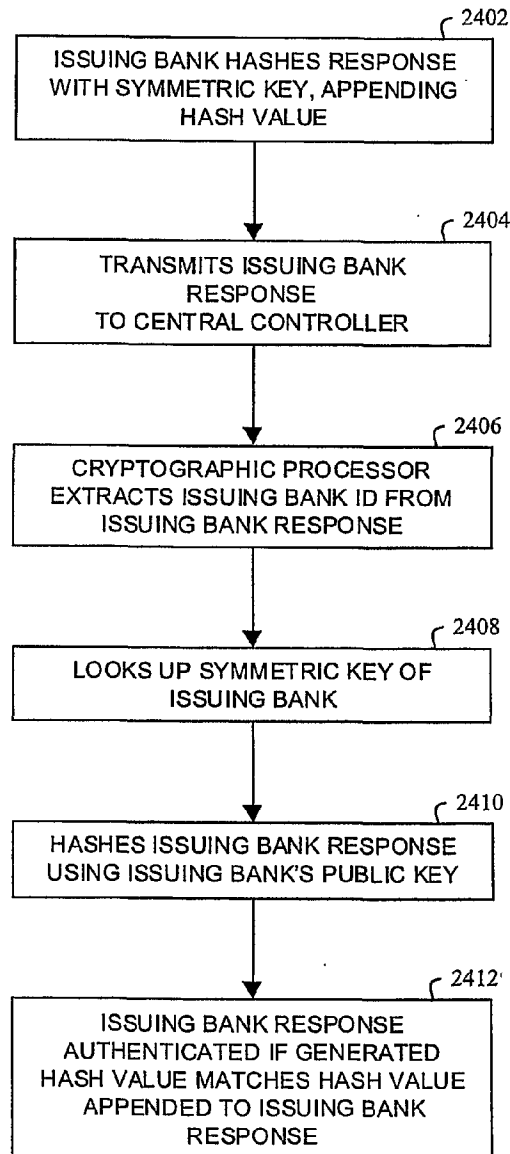 2402
ISSUING BANK HASHES RESPONSE
WITH SYMMETRIC KEY, APPENDING
HASH VALUE
2404
TRANSMITS ISSUING BANK
RESPONSE
TO CENTRAL CONTROLLER
2406
CRYPTOGRAPHIC PROCESSOR
EXTRACTS ISSUING BANK ID FROM
ISSUING BANK RESPONSE
2408
LOOKS UP SYMMETRIC KEY OF
ISSUING BANK
2410
HASHES ISSUING BANK RESPONSE
USING ISSUING BANK'S PUBLIC KEY
2412
ISSUING BANK RESPONSE
AUTHENTICATED IF GENERATED
HASH VALUE MATCHES HASH VALUE
APPENDED TO ISSUING BANK
RESPONSE